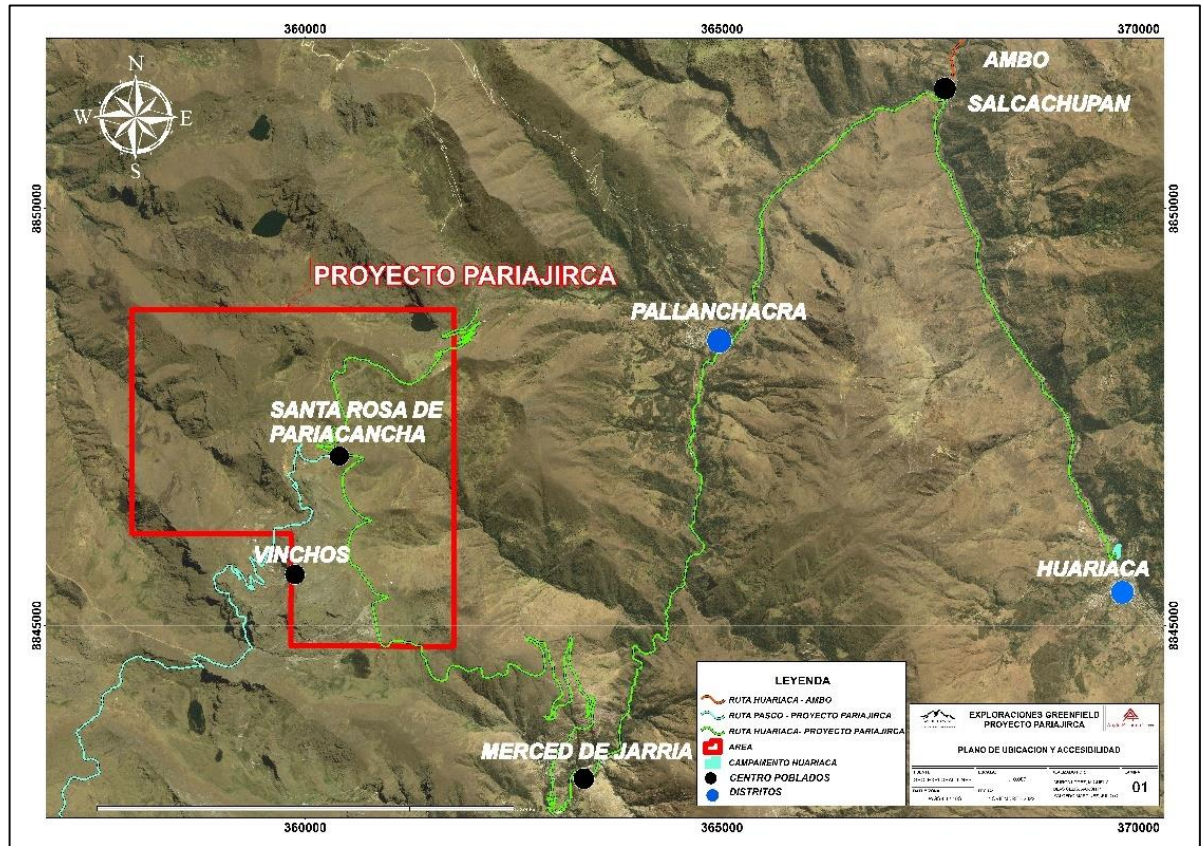 360000
365000
370000
N
W
E
S
AMBO
SALCACHUPAN
8850000
8850000
PROYECTO PARIAJIRCA
PALLANCHACRA
SANTA ROSA DE
PARIACANCHA
VINCHOS
HUARIACA
8845000
8845000
MERCED DE JARRIA
LEYENDA
RUTA HUARIACA - AMBO
RUTA PASCO - PROYECTO PARIAJIRCA
RUTA HUARIACA- PROYECTO PARIAJIRCA
AREA
CAMPAMENTO HUARIACA
CENTRO POBLADOS
DISTRITOS
EXPLORACIONES GREENFIELD
PROYECTO PARIAJIRCA
PLANO DE UBICACION Y ACCESIBILIDAD
01
360000
365000
370000